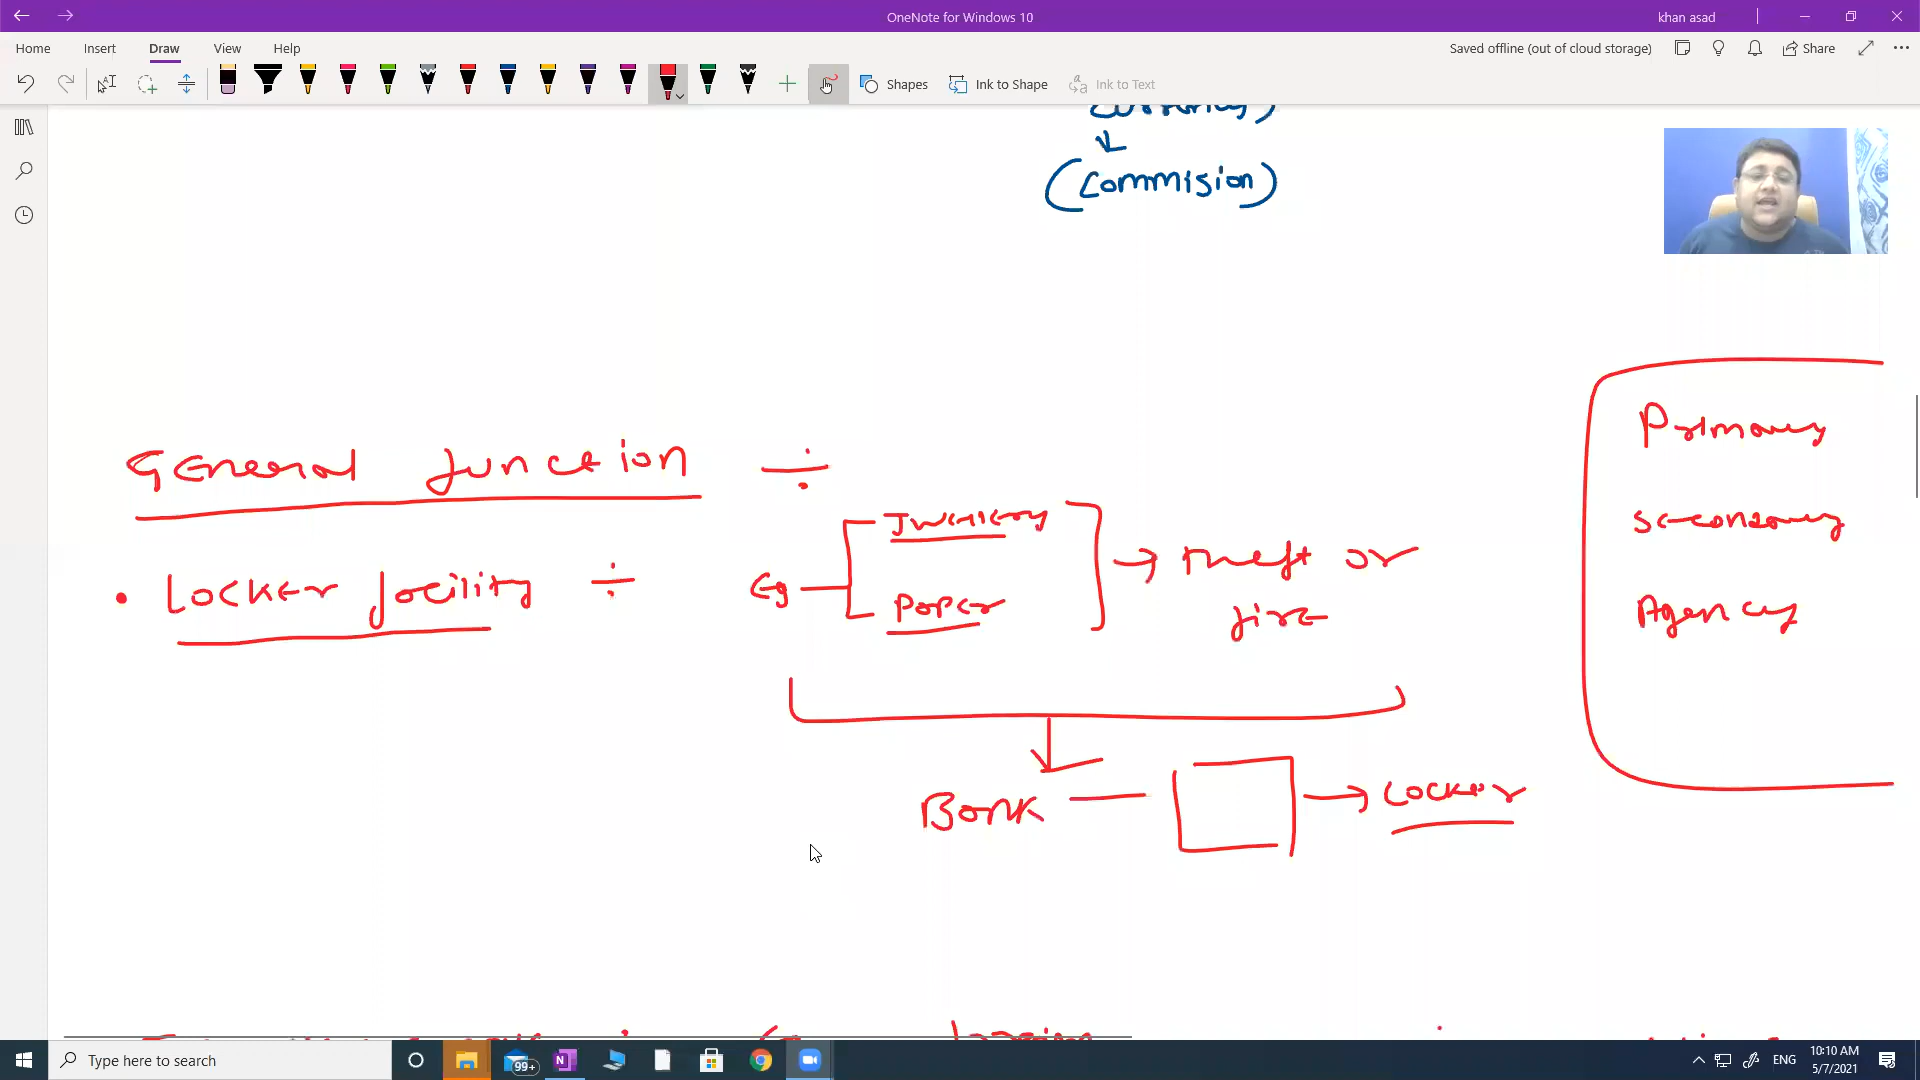 OneNote for Windows 10
khan asad
Home Insert Draw View Help
Saved offline (out of cloud storage)
Share
Shapes
Ink to Shape
Ink to Text
(commision)
General function ÷
• Locker facility ÷
Eg
Jwellery
Paper
→ theft or
fire
Bank
→ Locker
Primary
Secondary
Agency
Type here to search
99+
ENG
10:10 AM
5/7/2021